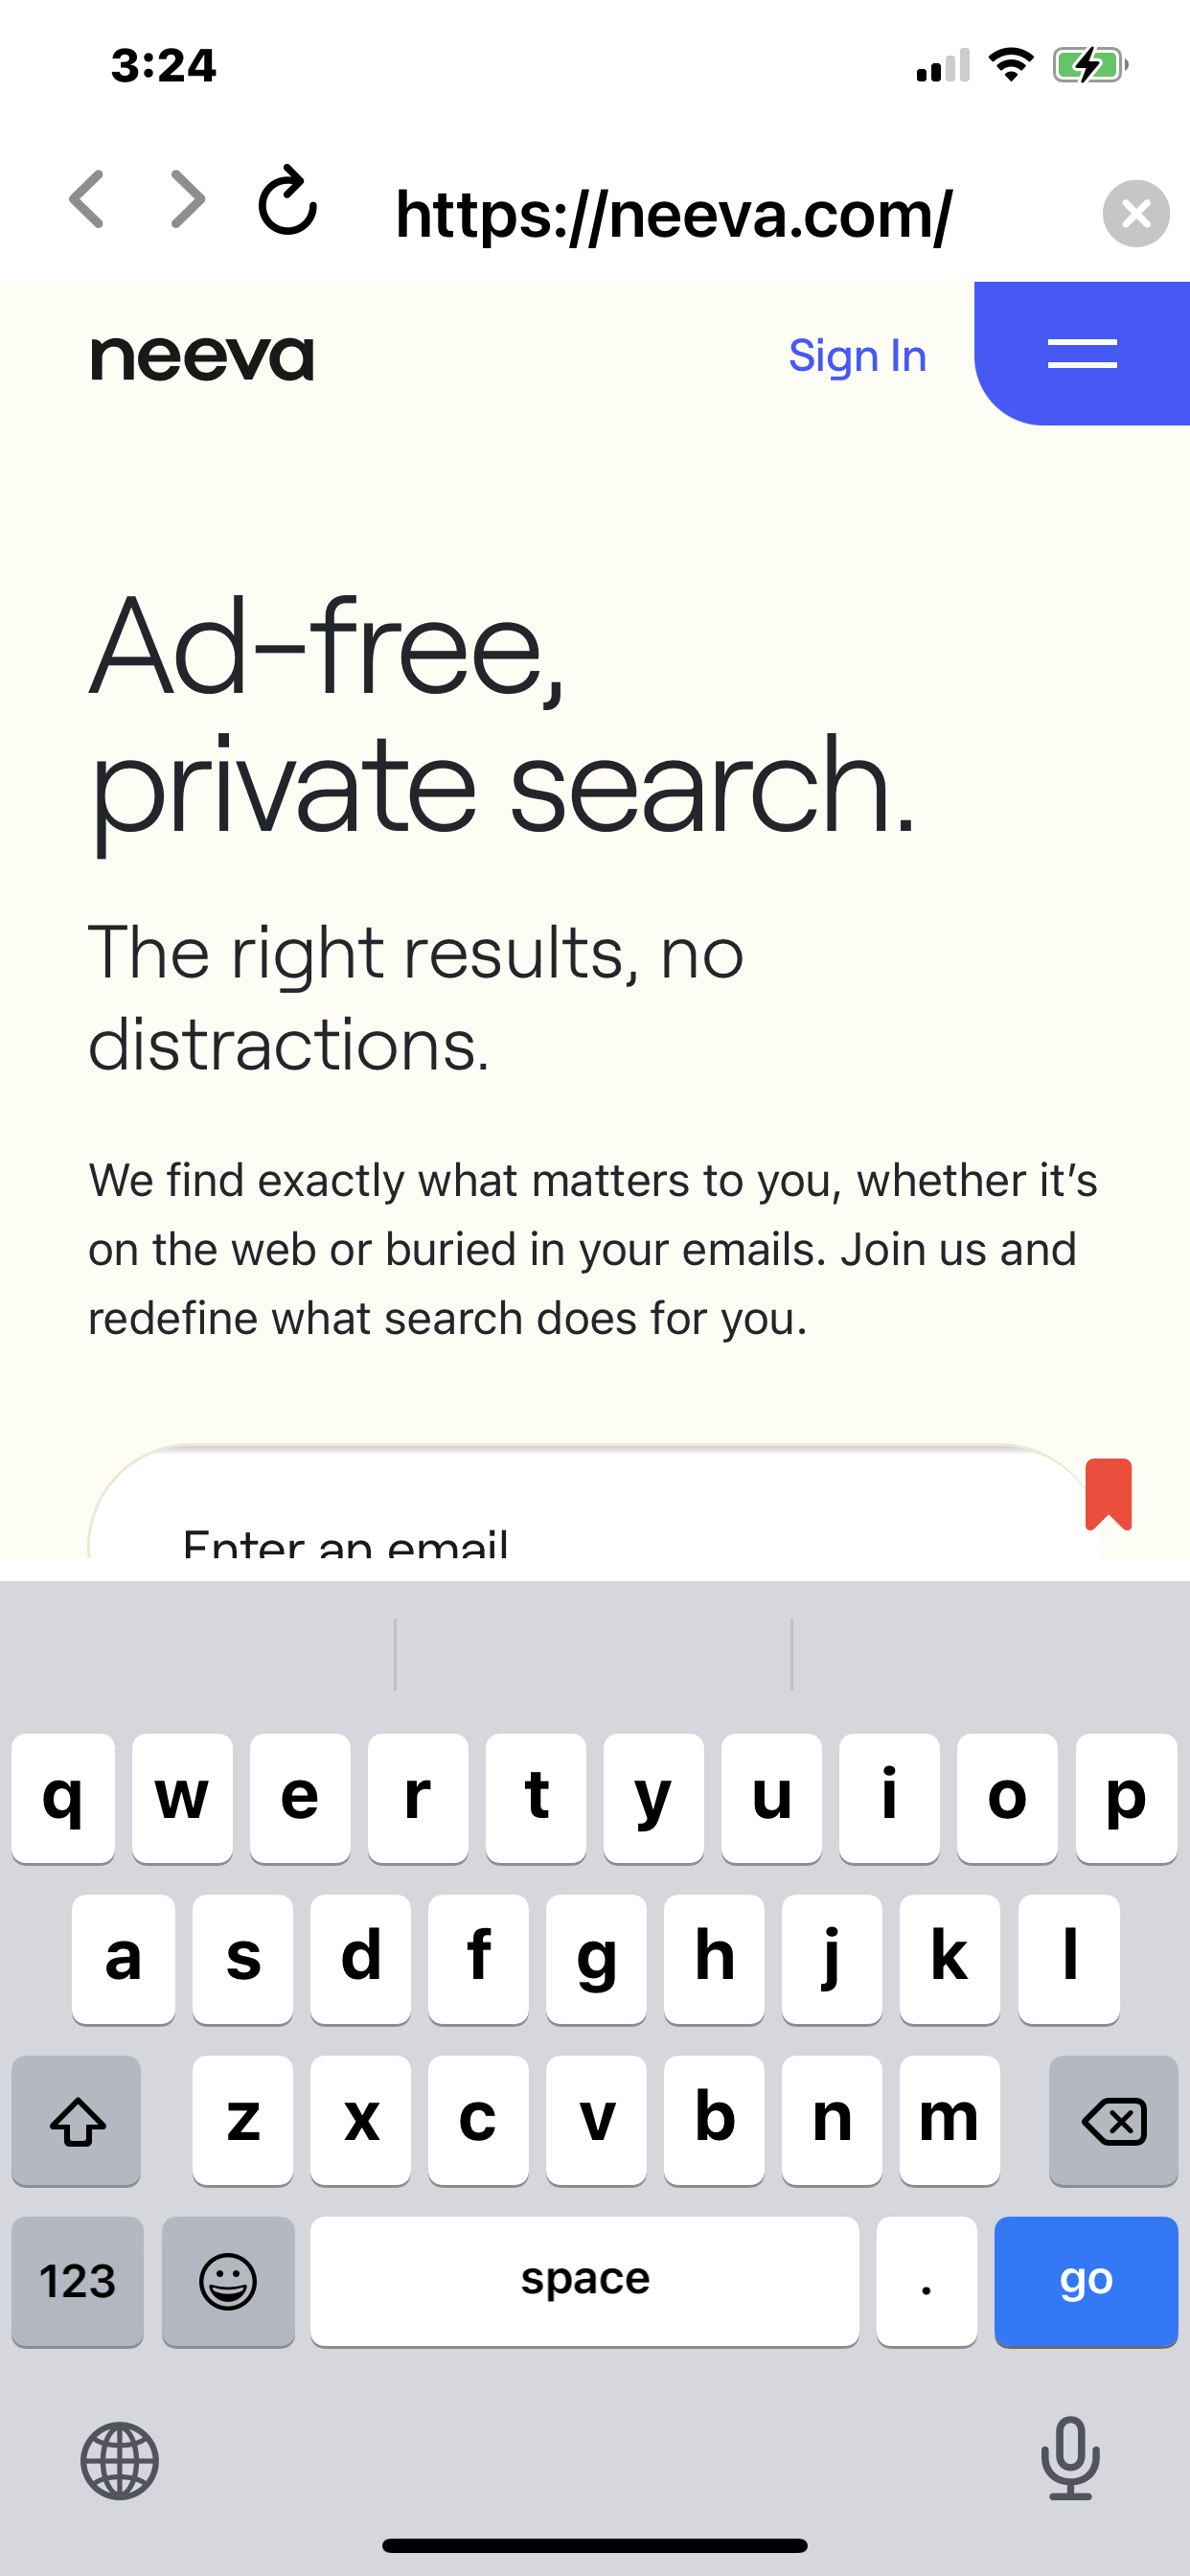 3:24
https://neeva.com/
neeva
Sign In
Ad-free,
private search.
The right results, no
distractions.
We find exactly what matters to you, whether it’s
on the web or buried in your emails. Join us and
redefine what search does for you.
Enter an email
q w e r t y u i o p
a s d f g h j k l
z x c v b n m
123 space . go